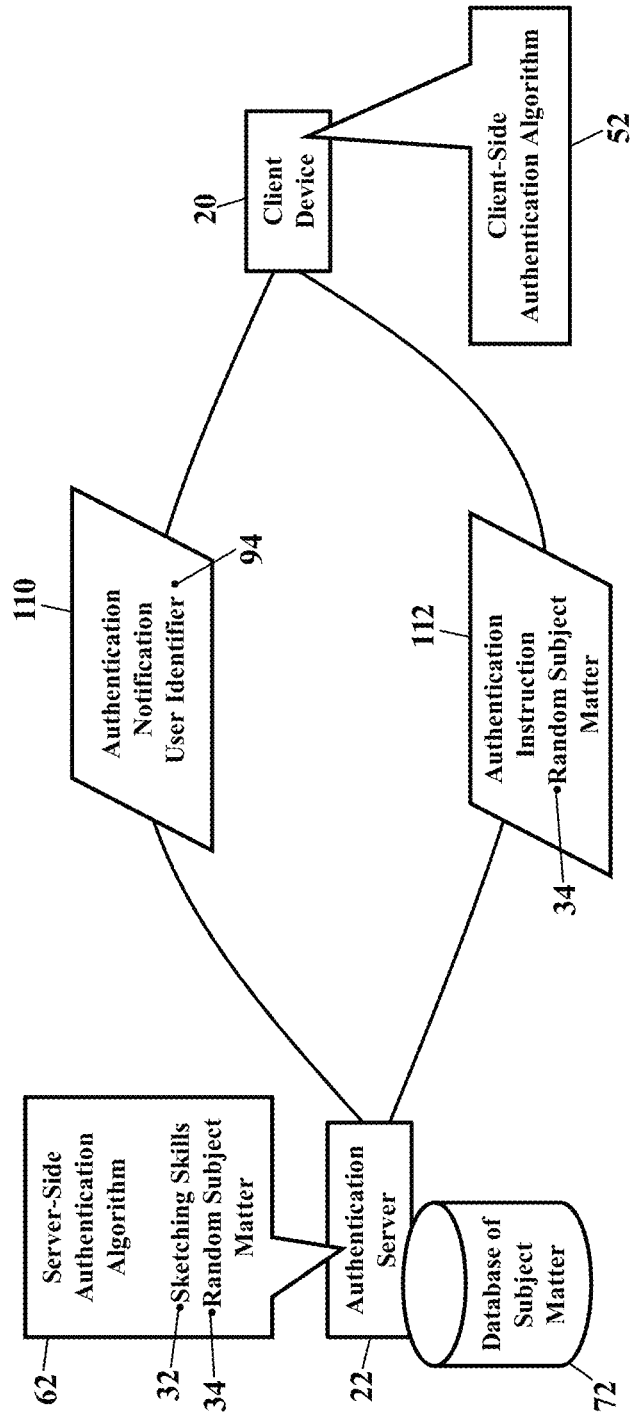 62
Server-Side
Authentication
Algorithm
32
•Sketching Skills
34
•Random Subject
Matter
22
Authentication
Server
72
Database of
Subject
Matter
110
Authentication
Notification
User Identifier•
94
112
Authentication
Instruction
•Random Subject
Matter
34
20
Client
Device
Client-Side
Authentication Algorithm
52